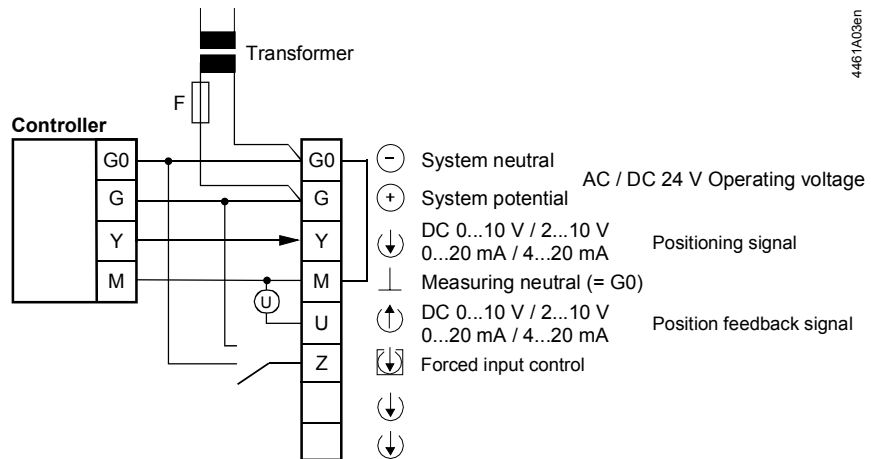 4461A03en
Transformer
F
Controller
G0 G0 System neutral
AC / DC 24 V Operating voltage
G G System potential
Y Y DC 0...10 V / 2...10 V
0...20 mA / 4...20 mA Positioning signal
M M Measuring neutral (= G0)
U U DC 0...10 V / 2...10 V
0...20 mA / 4...20 mA Position feedback signal
Z Forced input control